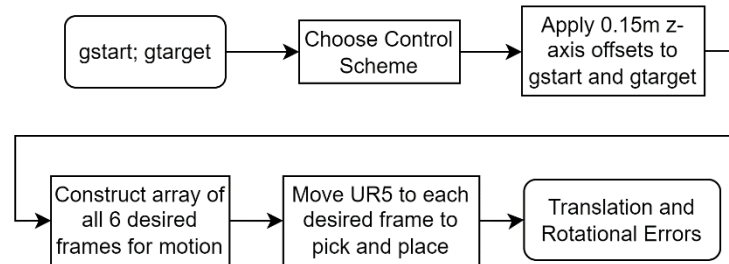 gstart; gtarget
Choose Control
Scheme
Apply 0.15m z-
axis offsets to
gstart and gtarget
Construct array of
all 6 desired
frames for motion
Move UR5 to each
desired frame to
pick and place
Translation and
Rotational Errors